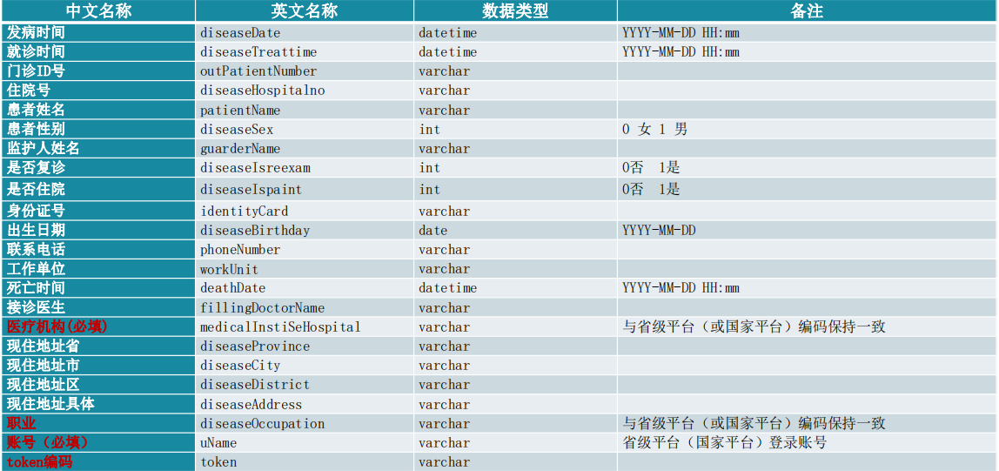 中文名称 英文名称 数据类型 备注
发病时间 diseaseDate datetime YYYY-MM-DD HH:mm
就诊时间 diseaseTreattime datetime YYYY-MM-DD HH:mm
门诊ID号 outPatientNumber varchar
住院号 diseaseHospitalno varchar
患者姓名 patientName varchar
患者性别 diseaseSex int 0 女 1 男
监护人姓名 guarderName varchar
是否复诊 diseaseIsreexam int 0否 1是
是否住院 diseaseIspaint int 0否 1是
身份证号 identityCard varchar
出生日期 diseaseBirthday date YYYY-MM-DD
联系电话 phoneNumber varchar
工作单位 workUnit varchar
死亡时间 deathDate datetime YYYY-MM-DD HH:mm
接诊医生 fillingDoctorName varchar
医疗机构(必填) medicalInstiSeHospital varchar 与省级平台（或国家平台）编码保持一致
现住地址省 diseaseProvince varchar
现住地址市 diseaseCity varchar
现住地址区 diseaseDistrict varchar
现住地址具体 diseaseAddress varchar
职业 diseaseOccupation varchar 与省级平台（或国家平台）编码保持一致
账号（必填） uName varchar 省级平台（国家平台）登录账号
token编码 token varchar